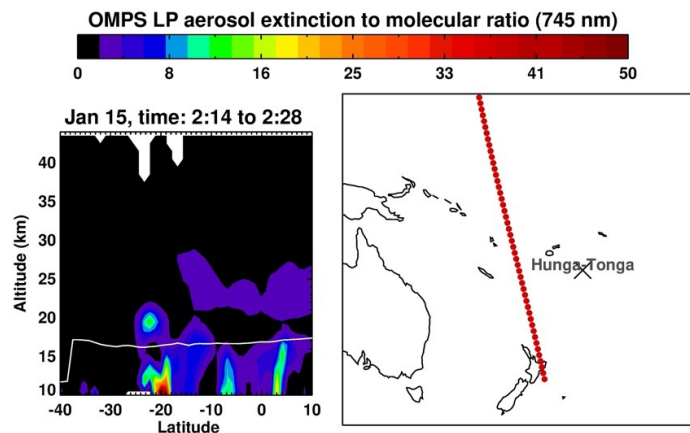 OMPS LP aerosol extinction to molecular ratio (745 nm)
0 8 16 25 33 41 50
Jan 15, time: 2:14 to 2:28
Altitude (km)
40
35
30
25
20
15
10
-40 -30 -20 -10 0 10
Latitude
Hunga-Tonga